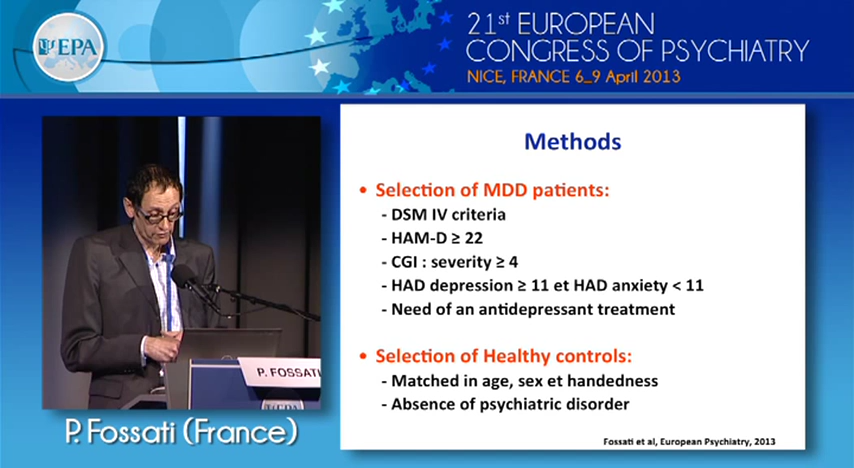 EPA
21st EUROPEAN
CONGRESS OF PSYCHIATRY
NICE, FRANCE 6_9 April 2013
Methods
• Selection of MDD patients:
- DSM IV criteria
- HAM-D ≥ 22
- CGI : severity ≥ 4
- HAD depression ≥ 11 et HAD anxiety < 11
- Need of an antidepressant treatment
• Selection of Healthy controls:
- Matched in age, sex et handedness
- Absence of psychiatric disorder
Fossati et al, European Psychiatry, 2013
P. FOSSATI
EPA
P. Fossati (France)